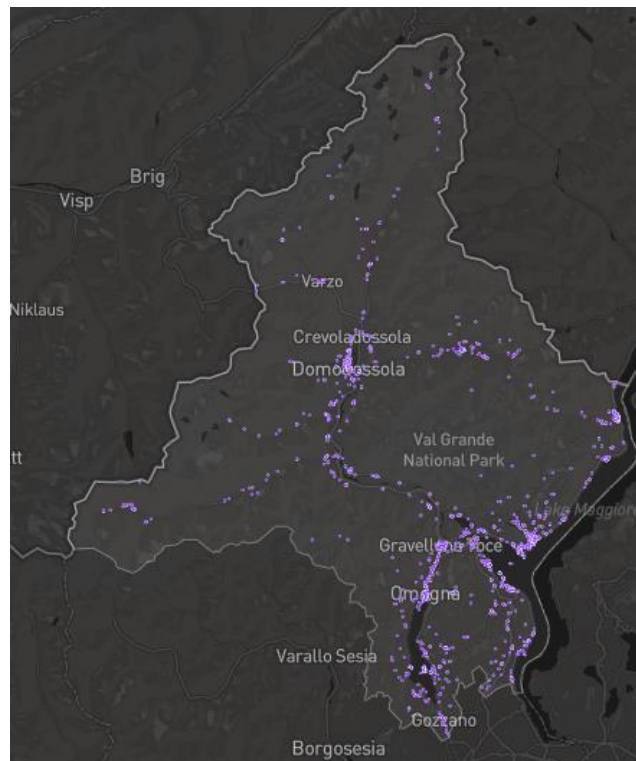 Brig
Visp
Niklaus
Varzo
Crevoladossola
Domodossola
Val Grande
National Park
tt
Lake Maggiore
Gravellona Toce
Omegna
Varallo Sesia
Gozzano
Borgosesia